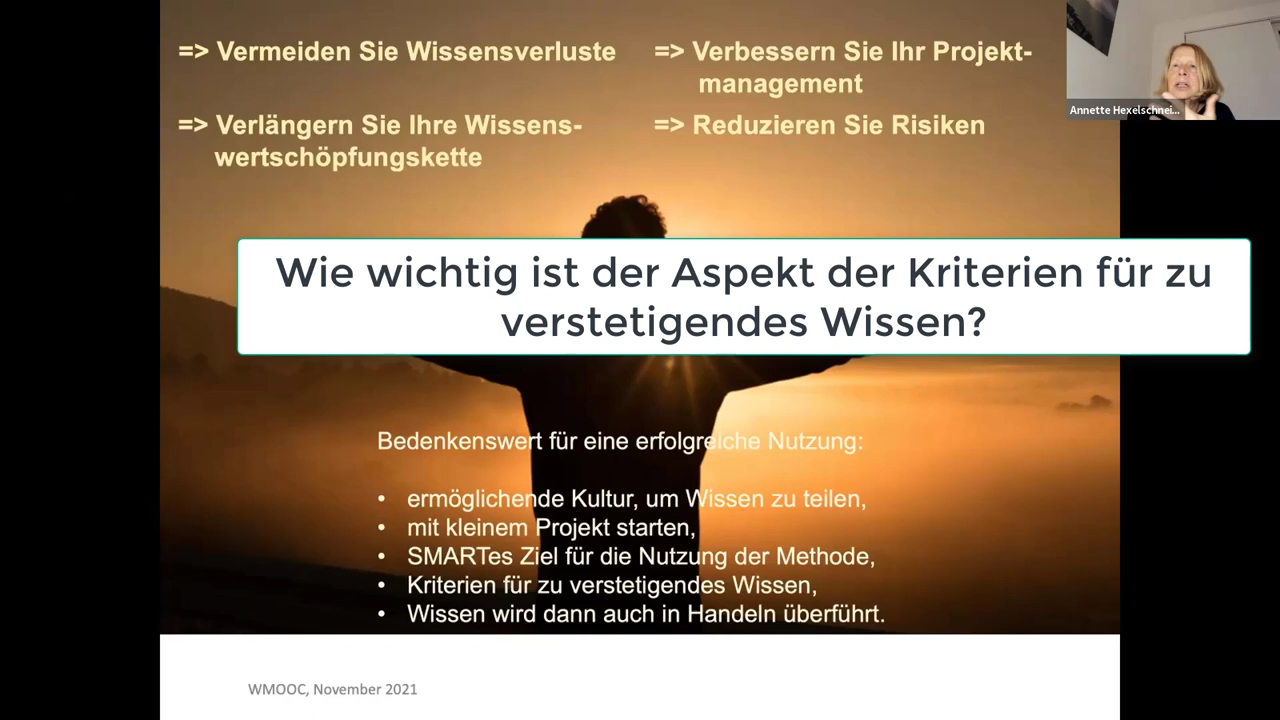 => Vermeiden Sie Wissensverluste
=> Verlängern Sie Ihre Wissens-
wertschöpfungskette
=> Verbessern Sie Ihr Projekt-
management
=> Reduzieren Sie Risiken
Annette Hexelschnei...
Wie wichtig ist der Aspekt der Kriterien für zu
verstetigendes Wissen?
Bedenkenswert für eine erfolgreiche Nutzung:
• ermöglichende Kultur, um Wissen zu teilen,
• mit kleinem Projekt starten,
• SMARTes Ziel für die Nutzung der Methode,
• Kriterien für zu verstetigendes Wissen,
• Wissen wird dann auch in Handeln überführt.
WMOOC, November 2021